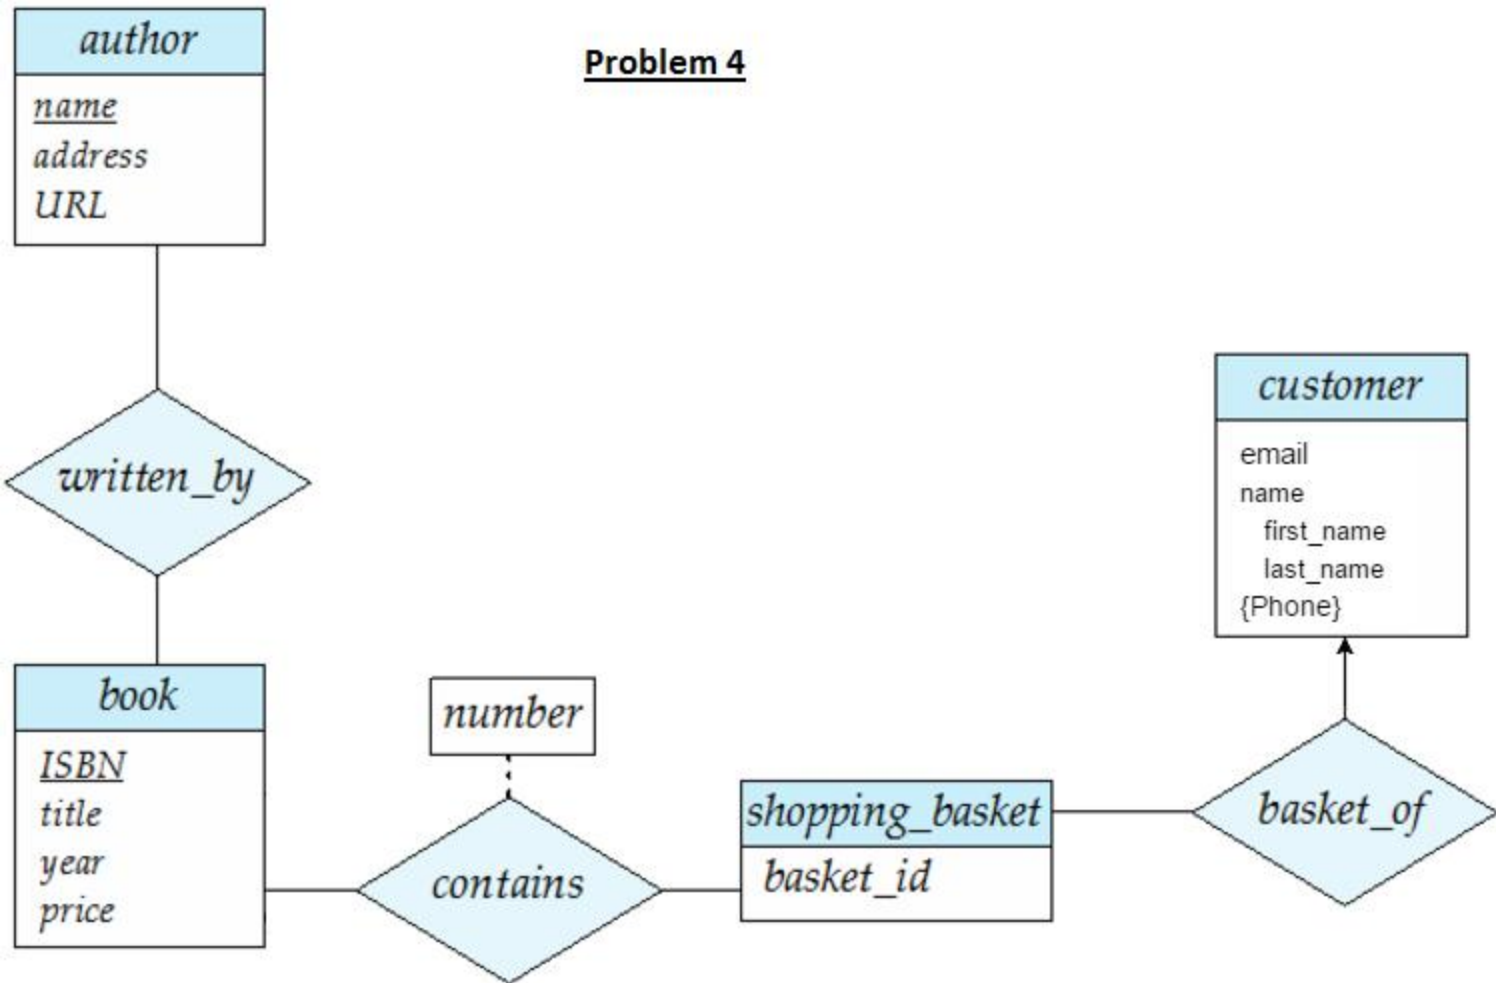 Problem 4
author
name
address
URL
written_by
book
ISBN
title
year
price
number
contains
shopping_basket
basket_id
basket_of
customer
email
name
first_name
last_name
{Phone}